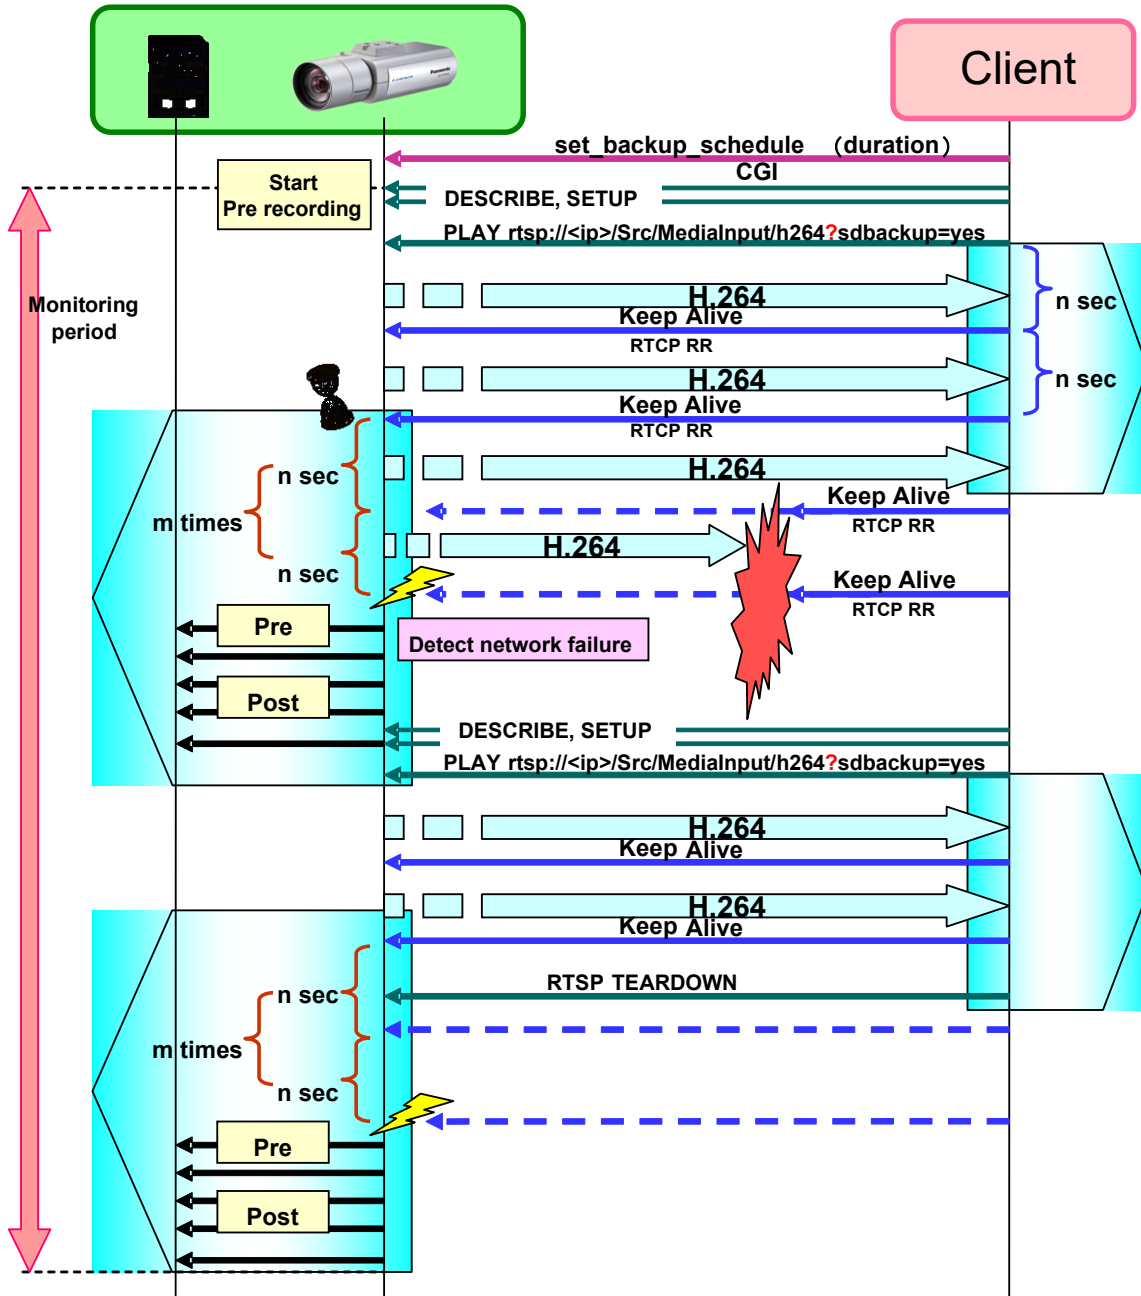 Client
Panasonic
set_backup_schedule （duration）
CGI
Start
Pre recording
DESCRIBE, SETUP
PLAY rtsp://<ip>/Src/MediaInput/h264?sdbackup=yes
Monitoring
period
H.264
n sec
Keep Alive
RTCP RR
H.264
n sec
Keep Alive
RTCP RR
n sec
H.264
m times
Keep Alive
RTCP RR
H.264
n sec
Keep Alive
RTCP RR
Pre
Detect network failure
Post
DESCRIBE, SETUP
PLAY rtsp://<ip>/Src/MediaInput/h264?sdbackup=yes
H.264
Keep Alive
H.264
Keep Alive
n sec
RTSP TEARDOWN
m times
n sec
Pre
Post